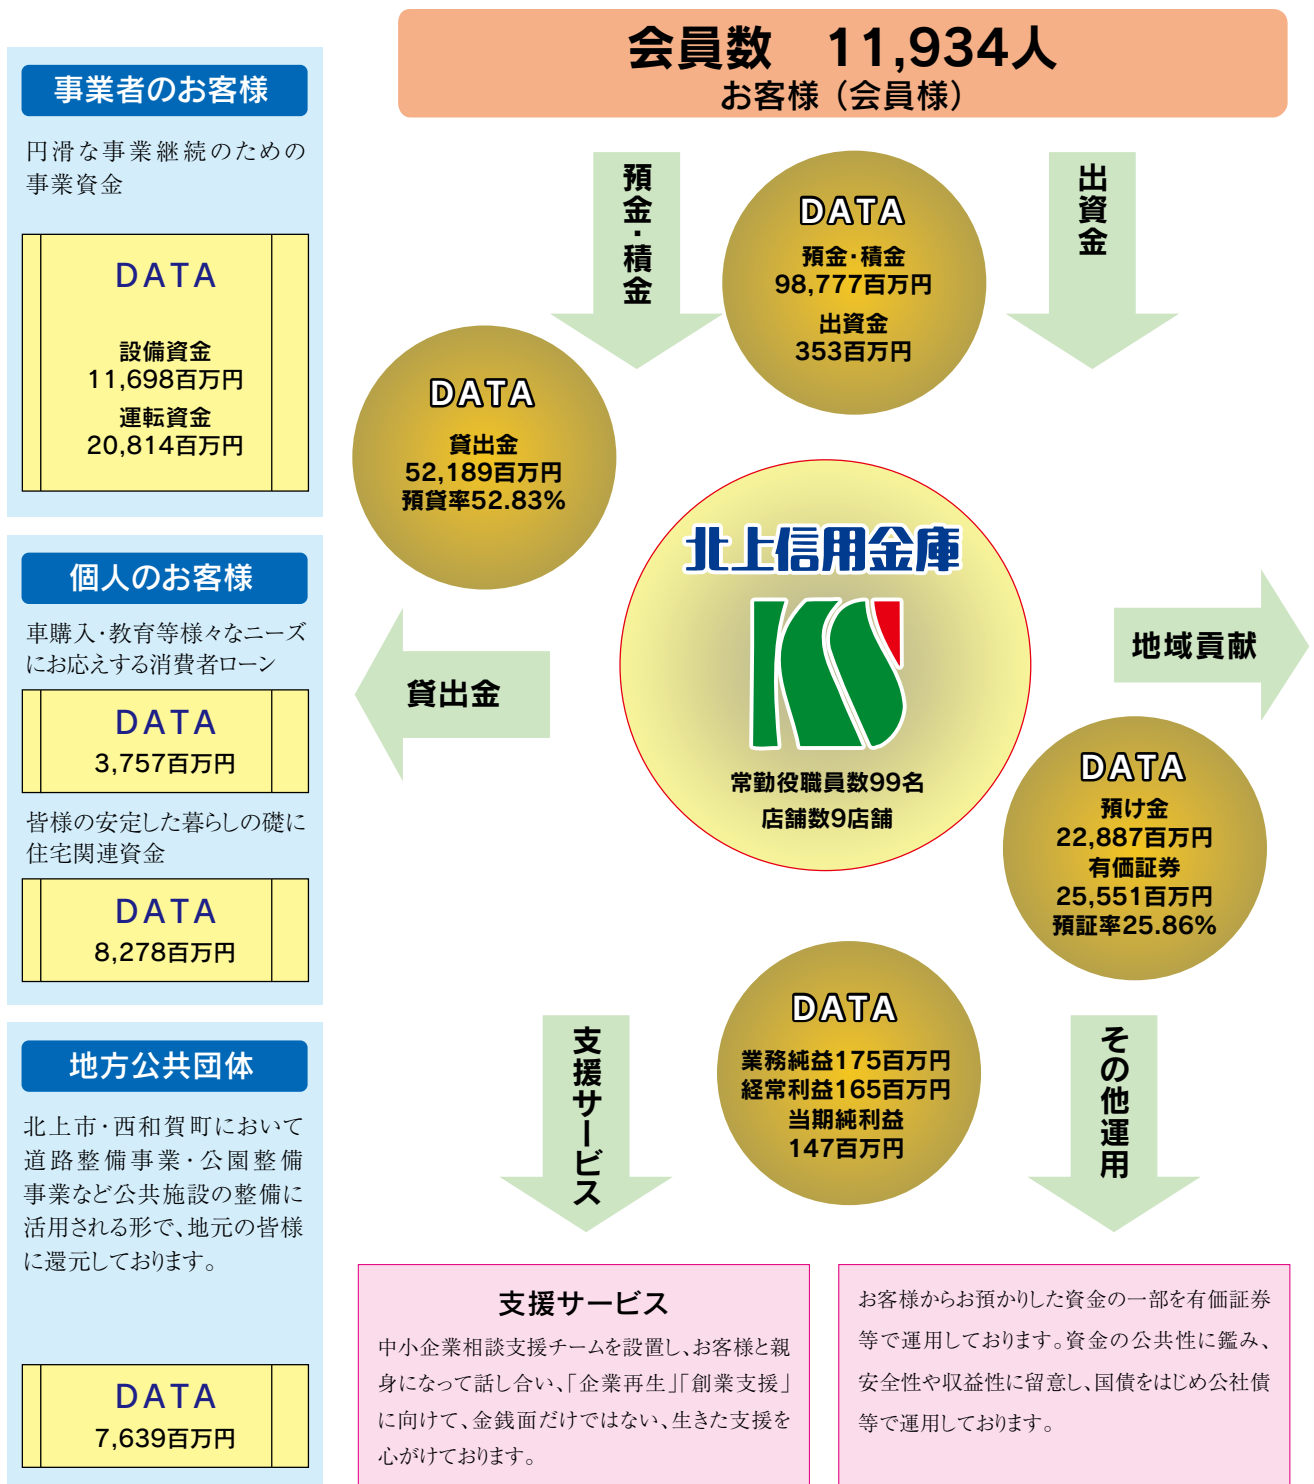 会員数　11,934人
お客様（会員様）
事業者のお客様
円滑な事業継続のための
事業資金
DATA
設備資金
11,698百万円
運転資金
20,814百万円
個人のお客様
車購入・教育等様々なニーズ
にお応えする消費者ローン
DATA
3,757百万円
皆様の安定した暮らしの礎に
住宅関連資金
DATA
8,278百万円
地方公共団体
北上市・西和賀町において
道路整備事業・公園整備
事業など公共施設の整備に
活用される形で、地元の皆様
に還元しております。
DATA
7,639百万円
預金・積金
DATA
預金・積金
98,777百万円
出資金
353百万円
出資金
DATA
貸出金
52,189百万円
預貸率52.83%
北上信用金庫
常勤役職員数99名
店舗数9店舗
貸出金
地域貢献
DATA
預け金
22,887百万円
有価証券
25,551百万円
預証率25.86%
DATA
業務純益175百万円
経常利益165百万円
当期純利益
147百万円
支援サービス
その他運用
支援サービス
中小企業相談支援チームを設置し、お客様と親
身になって話し合い、「企業再生」「創業支援」
に向けて、金銭面だけではない、生きた支援を
心がけております。
お客様からお預かりした資金の一部を有価証券
等で運用しております。資金の公共性に鑑み、
安全性や収益性に留意し、国債をはじめ公社債
等で運用しております。